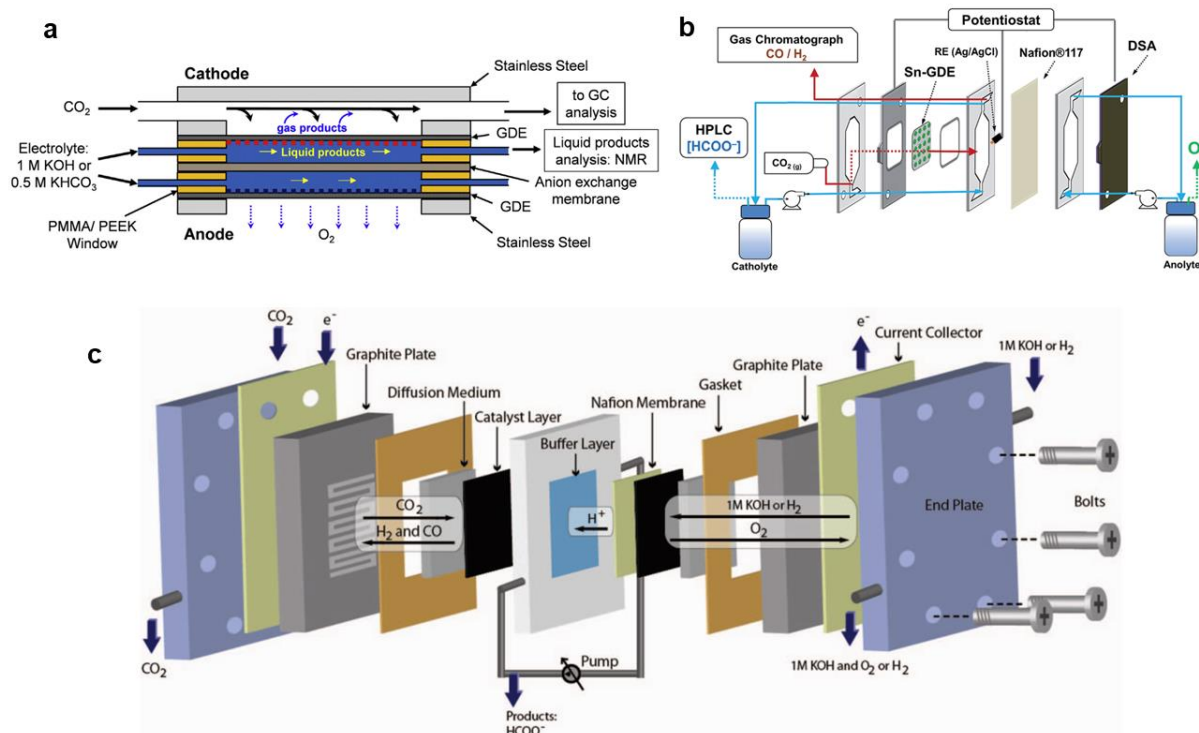 a
Cathode
Stainless Steel
CO2
to GC
analysis
gas products
GDE
Electrolyte:
1 M KOH or
0.5 M KHCO3
Liquid products
Liquid products
analysis: NMR
Anion exchange
membrane
GDE
PMMA/ PEEK
Window
Anode
O2
Stainless Steel
b
Potentiostat
Gas Chromatograph
CO / H2
RE (Ag/AgCl)
Nafion®117
DSA
Sn-GDE
HPLC
[HCOO-]
CO2 (g)
Catholyte
Anolyte
c
CO2
e-
Graphite Plate
Diffusion Medium
Catalyst Layer
Buffer Layer
Nafion Membrane
Gasket
Graphite Plate
e-
Current Collector
1M KOH or H2
CO2
H2 and CO
H+
1M KOH or H2
O2
End Plate
Bolts
CO2
Pump
Products:
HCOO-
1M KOH and O2 or H2